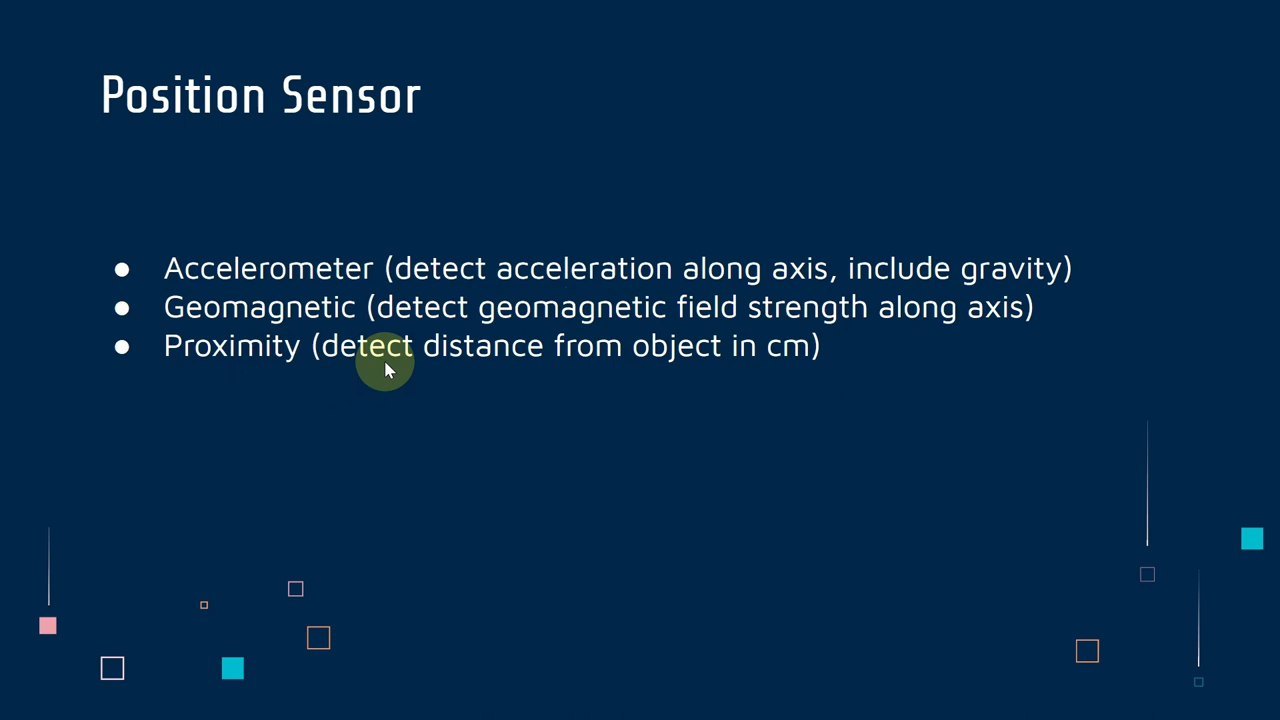 Position Sensor
● Accelerometer (detect acceleration along axis, include gravity)
● Geomagnetic (detect geomagnetic field strength along axis)
● Proximity (detect distance from object in cm)